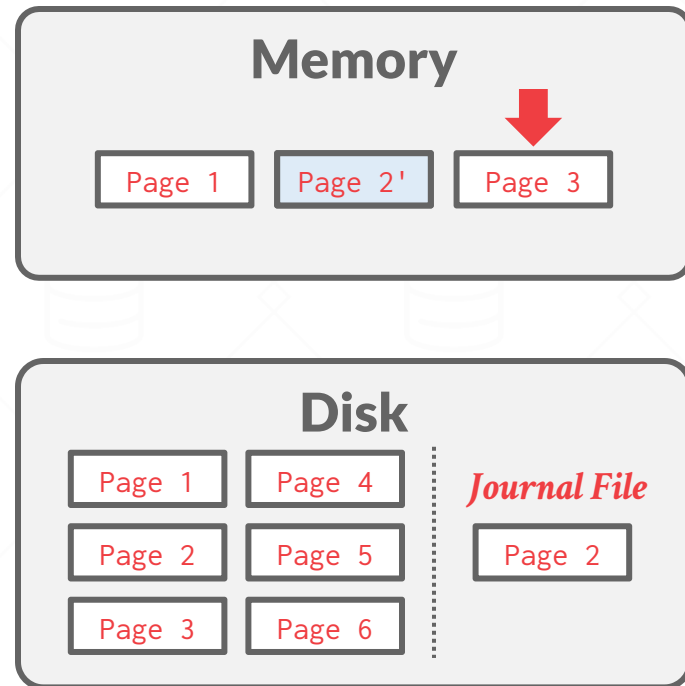 Memory
Page 1
Page 2'
Page 3
Disk
Page 1
Page 4
Journal File
Page 2
Page 5
Page 2
Page 3
Page 6